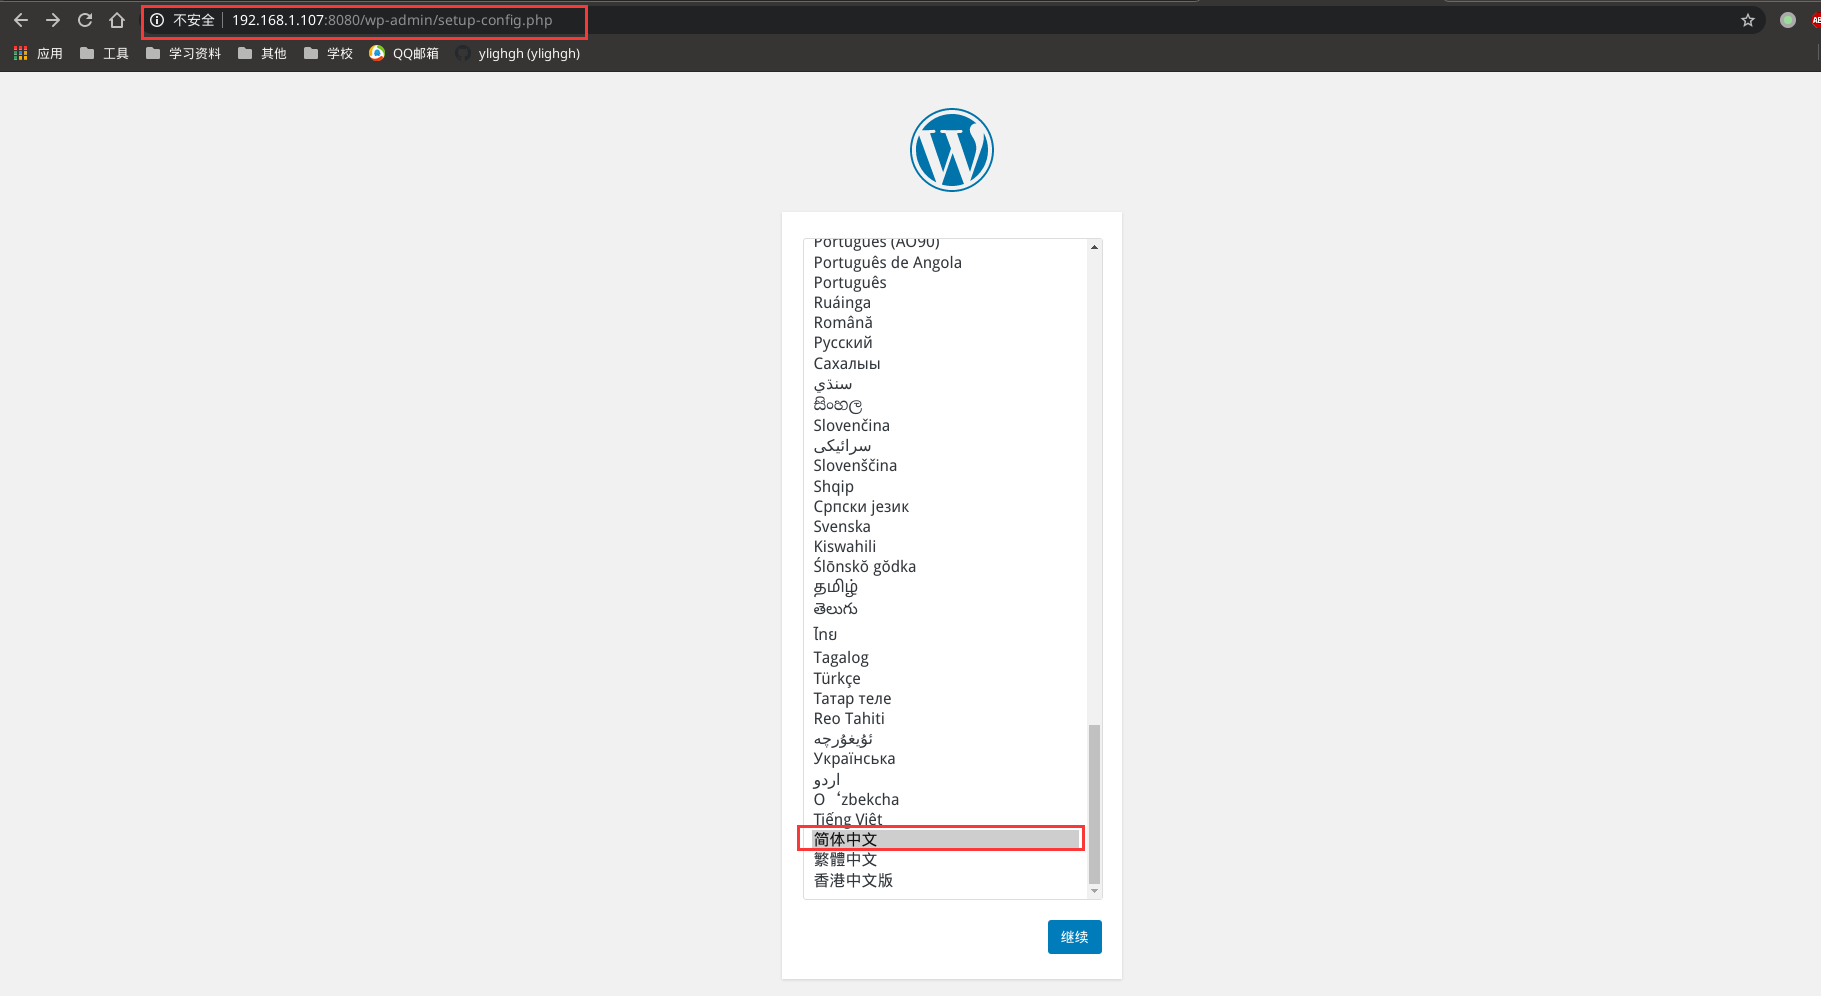 不安全 | 192.168.1.107:8080/wp-admin/setup-config.php
应用 工具 学习资料 其他 学校 QQ邮箱 ylighgh (ylighgh)
Português (AO90)
Português de Angola
Português
Ruáinga
Română
Русский
Сахалыы
سنڌي
සිංහල
Slovenčina
سرائیکی
Slovenščina
Shqip
Српски језик
Svenska
Kiswahili
Ślōnskŏ gŏdka
தமிழ்
తెలుగు
ไทย
Tagalog
Türkçe
Татар теле
Reo Tahiti
ئۇيغۇرچە
Українська
اردو
O‘zbekcha
Tiếng Việt
简体中文
繁體中文
香港中文版
继续